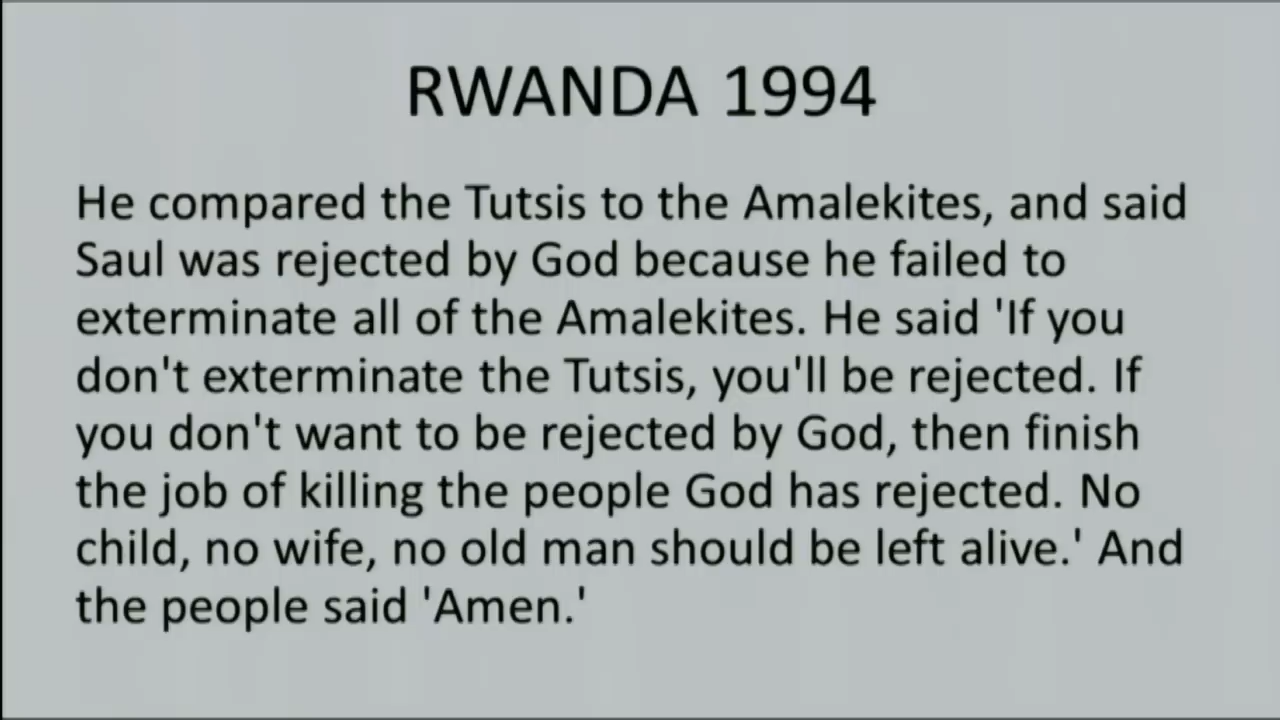 RWANDA 1994
He compared the Tutsis to the Amalekites, and said
Saul was rejected by God because he failed to
exterminate all of the Amalekites. He said 'If you
don't exterminate the Tutsis, you'll be rejected. If
you don't want to be rejected by God, then finish
the job of killing the people God has rejected. No
child, no wife, no old man should be left alive.' And
the people said 'Amen.'